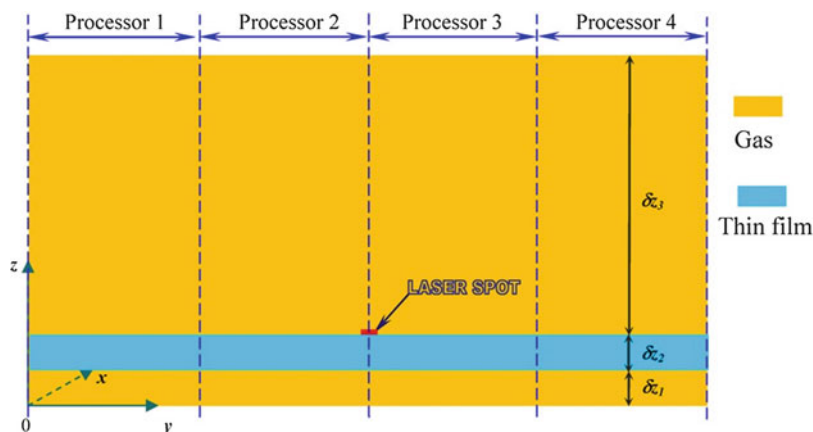 Processor 1 Processor 2 Processor 3 Processor 4
Gas
Thin film
δz₃
z
LASER SPOT
δz₂
x
δz₁
0
y